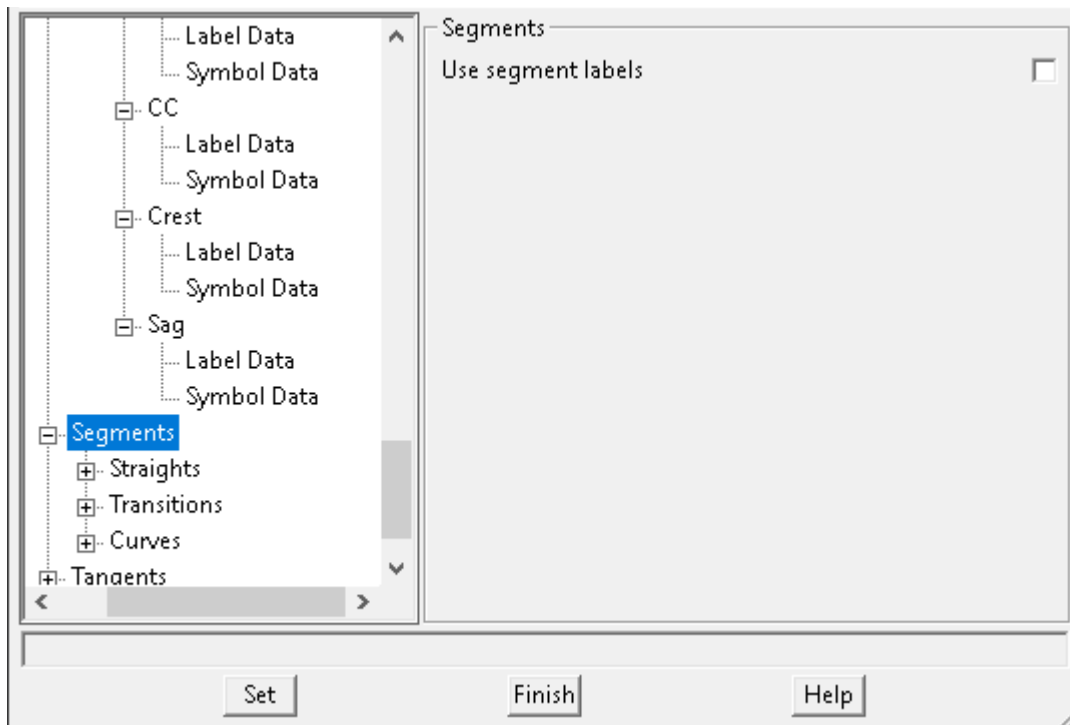 Label Data
Symbol Data
CC
Label Data
Symbol Data
Crest
Label Data
Symbol Data
Sag
Label Data
Symbol Data
Segments
Straights
Transitions
Curves
Tangents
Segments
Use segment labels
Set
Finish
Help